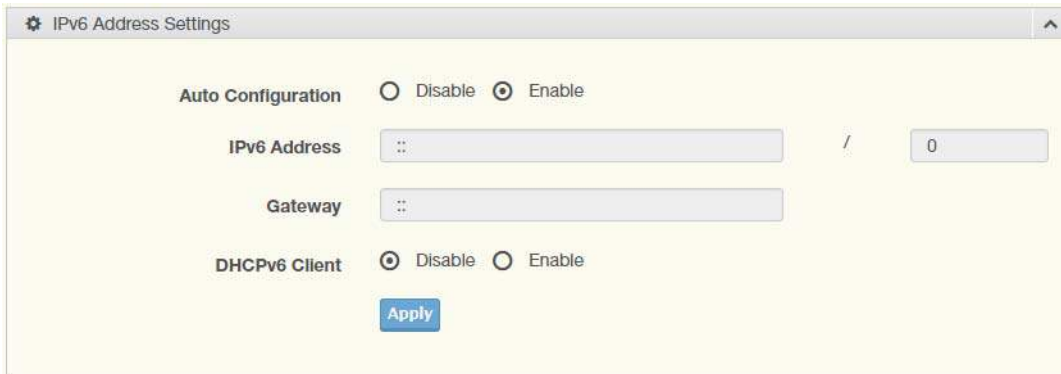 IPv6 Address Settings
Auto Configuration Disable Enable
IPv6 Address :: / 0
Gateway ::
DHCPv6 Client Disable Enable
Apply